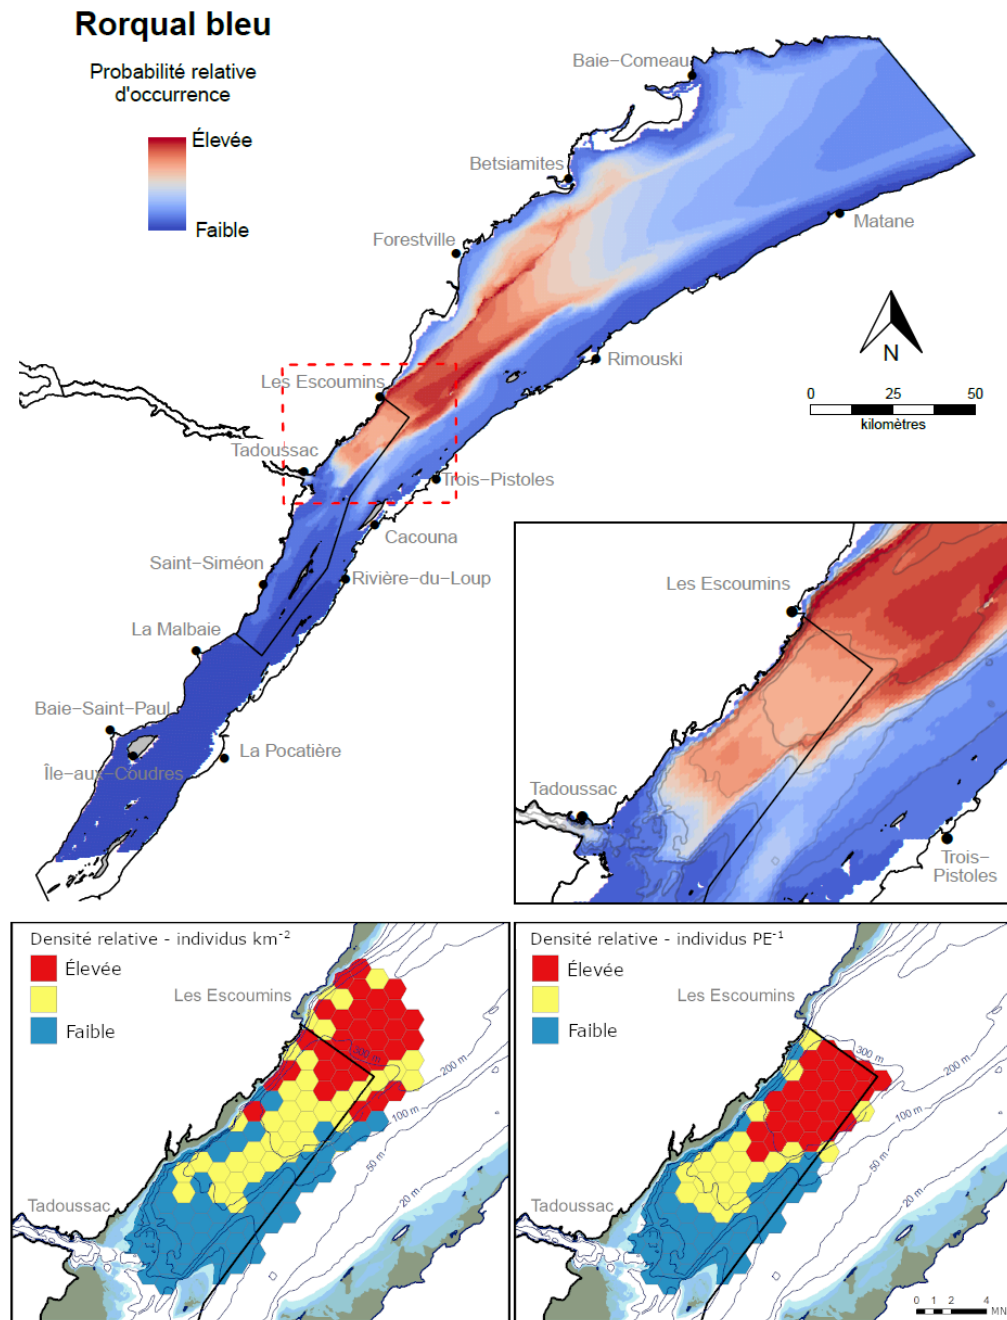 Rorqual bleu
Probabilité relative
d'occurrence
Élevée
Faible
Baie-Comeau
Betsiamites
Matane
Forestville
N
Rimouski
0 25 50
kilomètres
Les Escoumins
Tadoussac
Trois-Pistoles
Cacouna
Saint-Siméon
Rivière-du-Loup
La Malbaie
Baie-Saint-Paul
La Pocatière
Île-aux-Coudres
Les Escoumins
Tadoussac
Trois-
Pistoles
Densité relative - individus km⁻²
Élevée
Faible
Les Escoumins
300 m
200 m
100 m
50 m
20 m
Tadoussac
Densité relative - individus PE⁻¹
Élevée
Faible
Les Escoumins
300 m
200 m
100 m
50 m
20 m
Tadoussac
0 1 2 4
MN